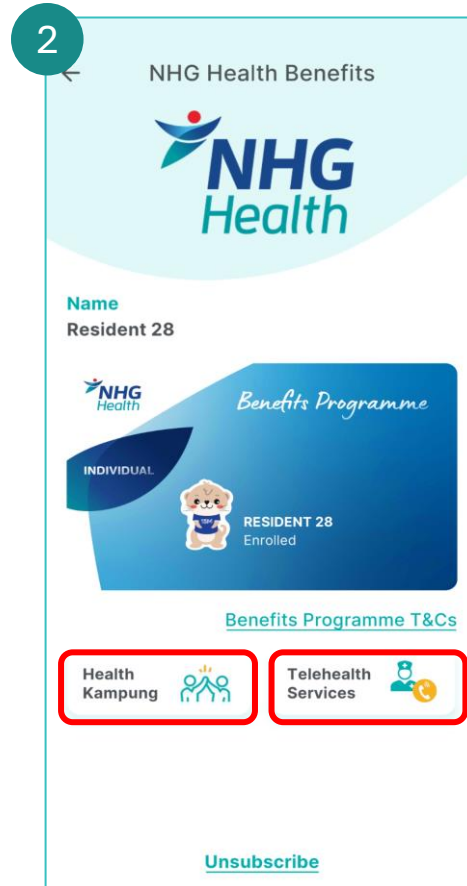 2
NHG Health Benefits
NHG
Health
Name
Resident 28
NHG
Health
Benefits Programme
INDIVIDUAL
RESIDENT 28
Enrolled
Benefits Programme T&Cs
Health
Kampung
Telehealth
Services
Unsubscribe